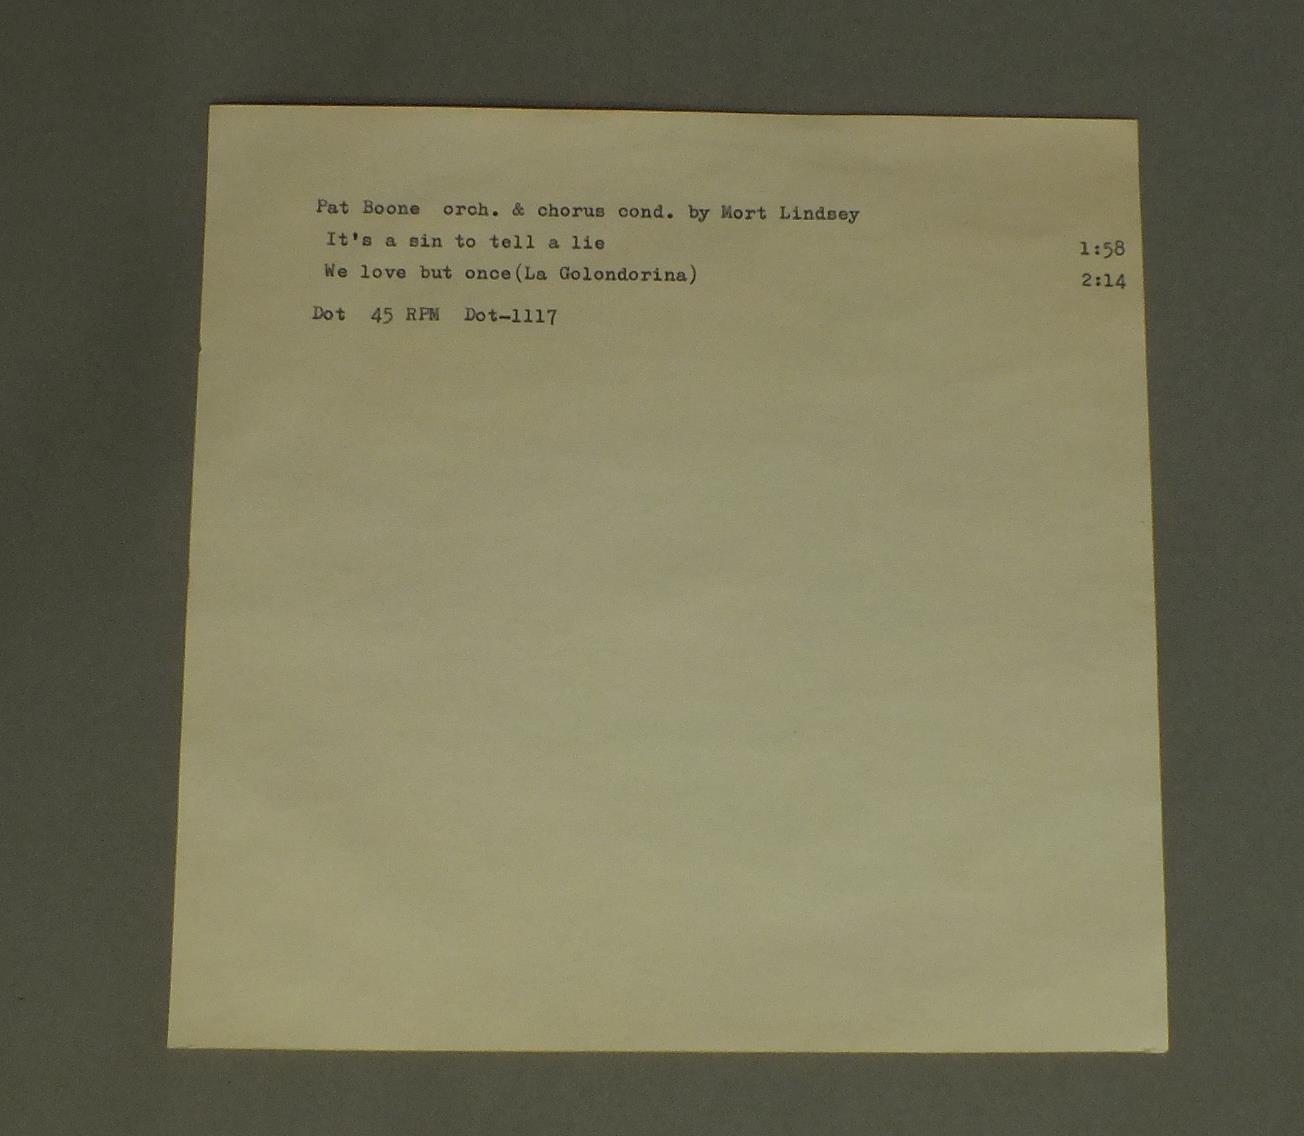 Pat Boone  orch. & chorus cond. by Mort Lindsey
It's a sin to tell a lie 1:58
We love but once(La Golondorina) 2:14
Dot  45 RPM  Dot-1117